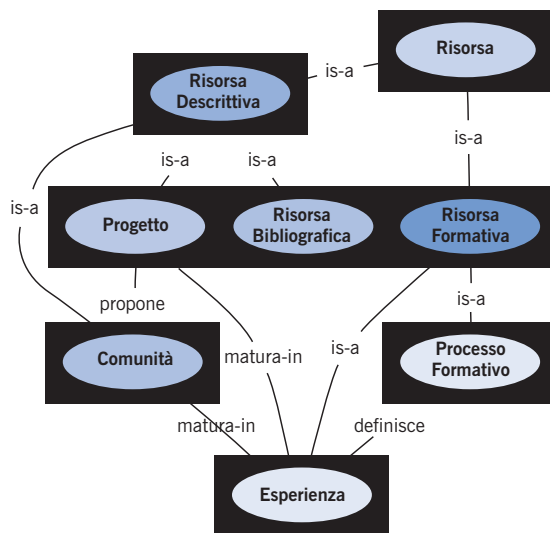 Risorsa
Risorsa
Descrittiva
is-a
is-a
is-a
is-a
is-a
Progetto
Risorsa
Bibliografica
Risorsa
Formativa
propone
is-a
Comunità
matura-in
is-a
Processo
Formativo
matura-in
definisce
Esperienza